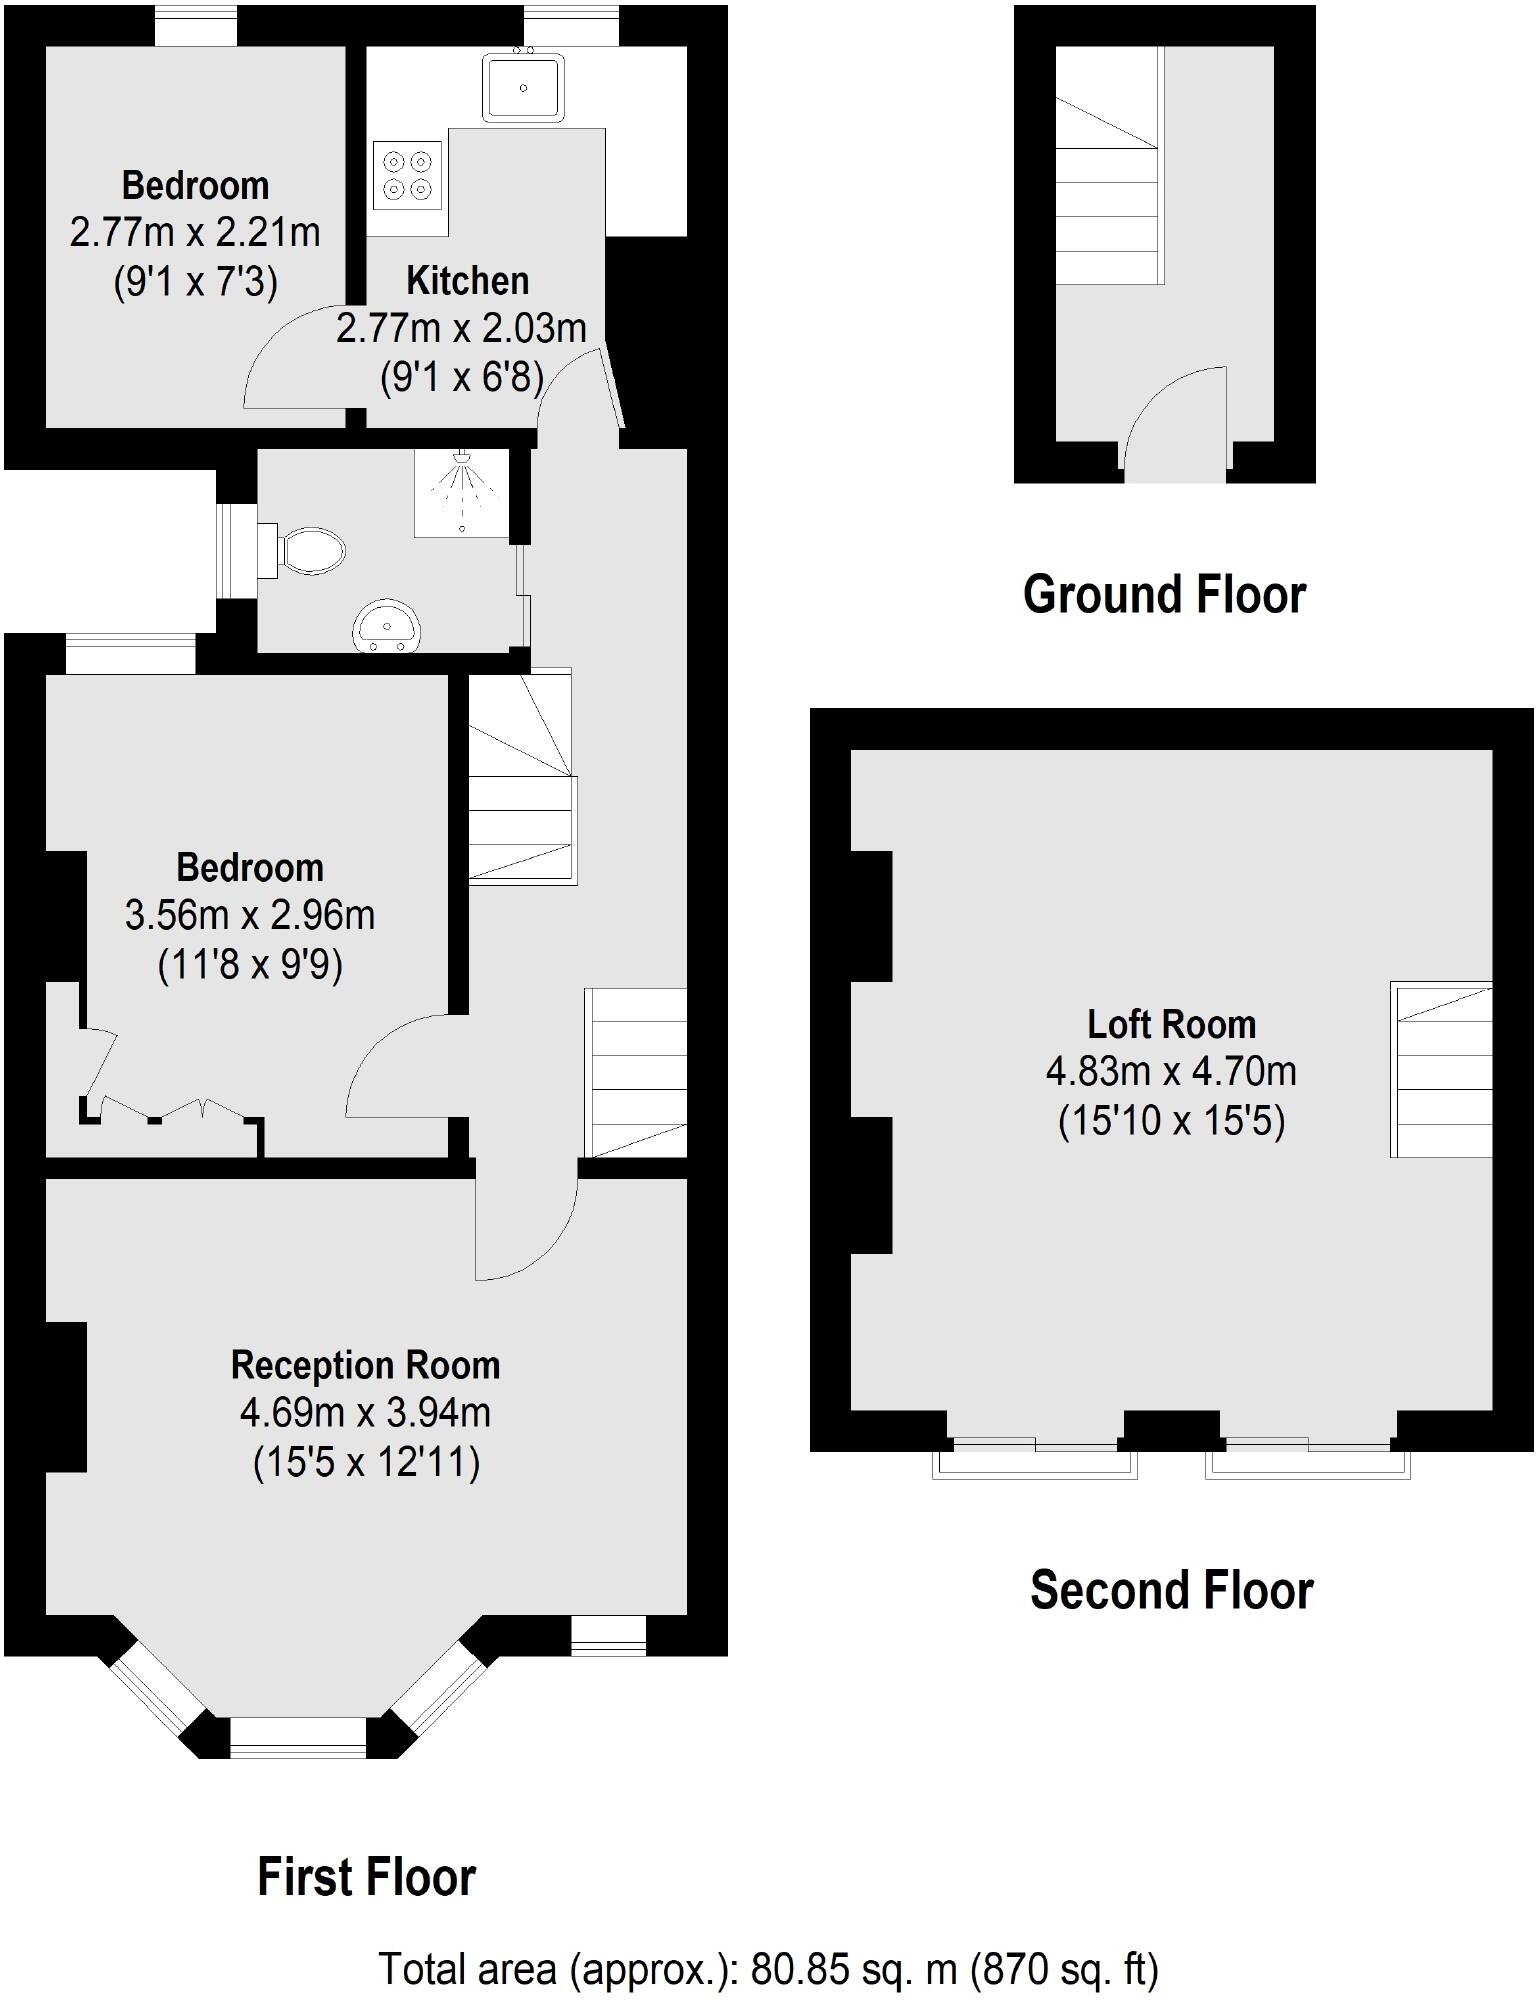 Bedroom
2.77m x 2.21m
(9'1 x 7'3)
Kitchen
2.77m x 2.03m
(9'1 x 6'8)
Bedroom
3.56m x 2.96m
(11'8 x 9'9)
Reception Room
4.69m x 3.94m
(15'5 x 12'11)
First Floor
Ground Floor
Loft Room
4.83m x 4.70m
(15'10 x 15'5)
Second Floor
Total area (approx.): 80.85 sq. m (870 sq. ft)